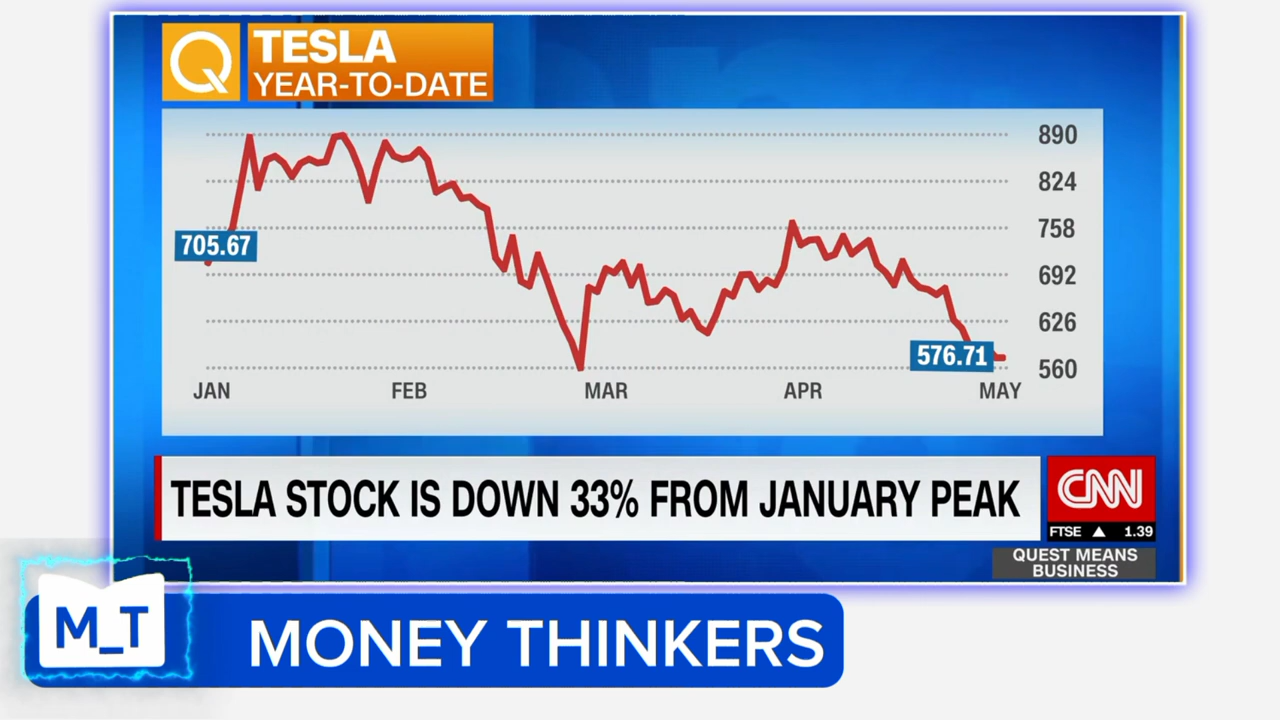 Q
TESLA
YEAR-TO-DATE
890
824
758
692
626
560
705.67
576.71
JAN FEB MAR APR MAY
TESLA STOCK IS DOWN 33% FROM JANUARY PEAK
CNN
FTSE ▲ 1.39
QUEST MEANS
BUSINESS
M_T
MONEY THINKERS